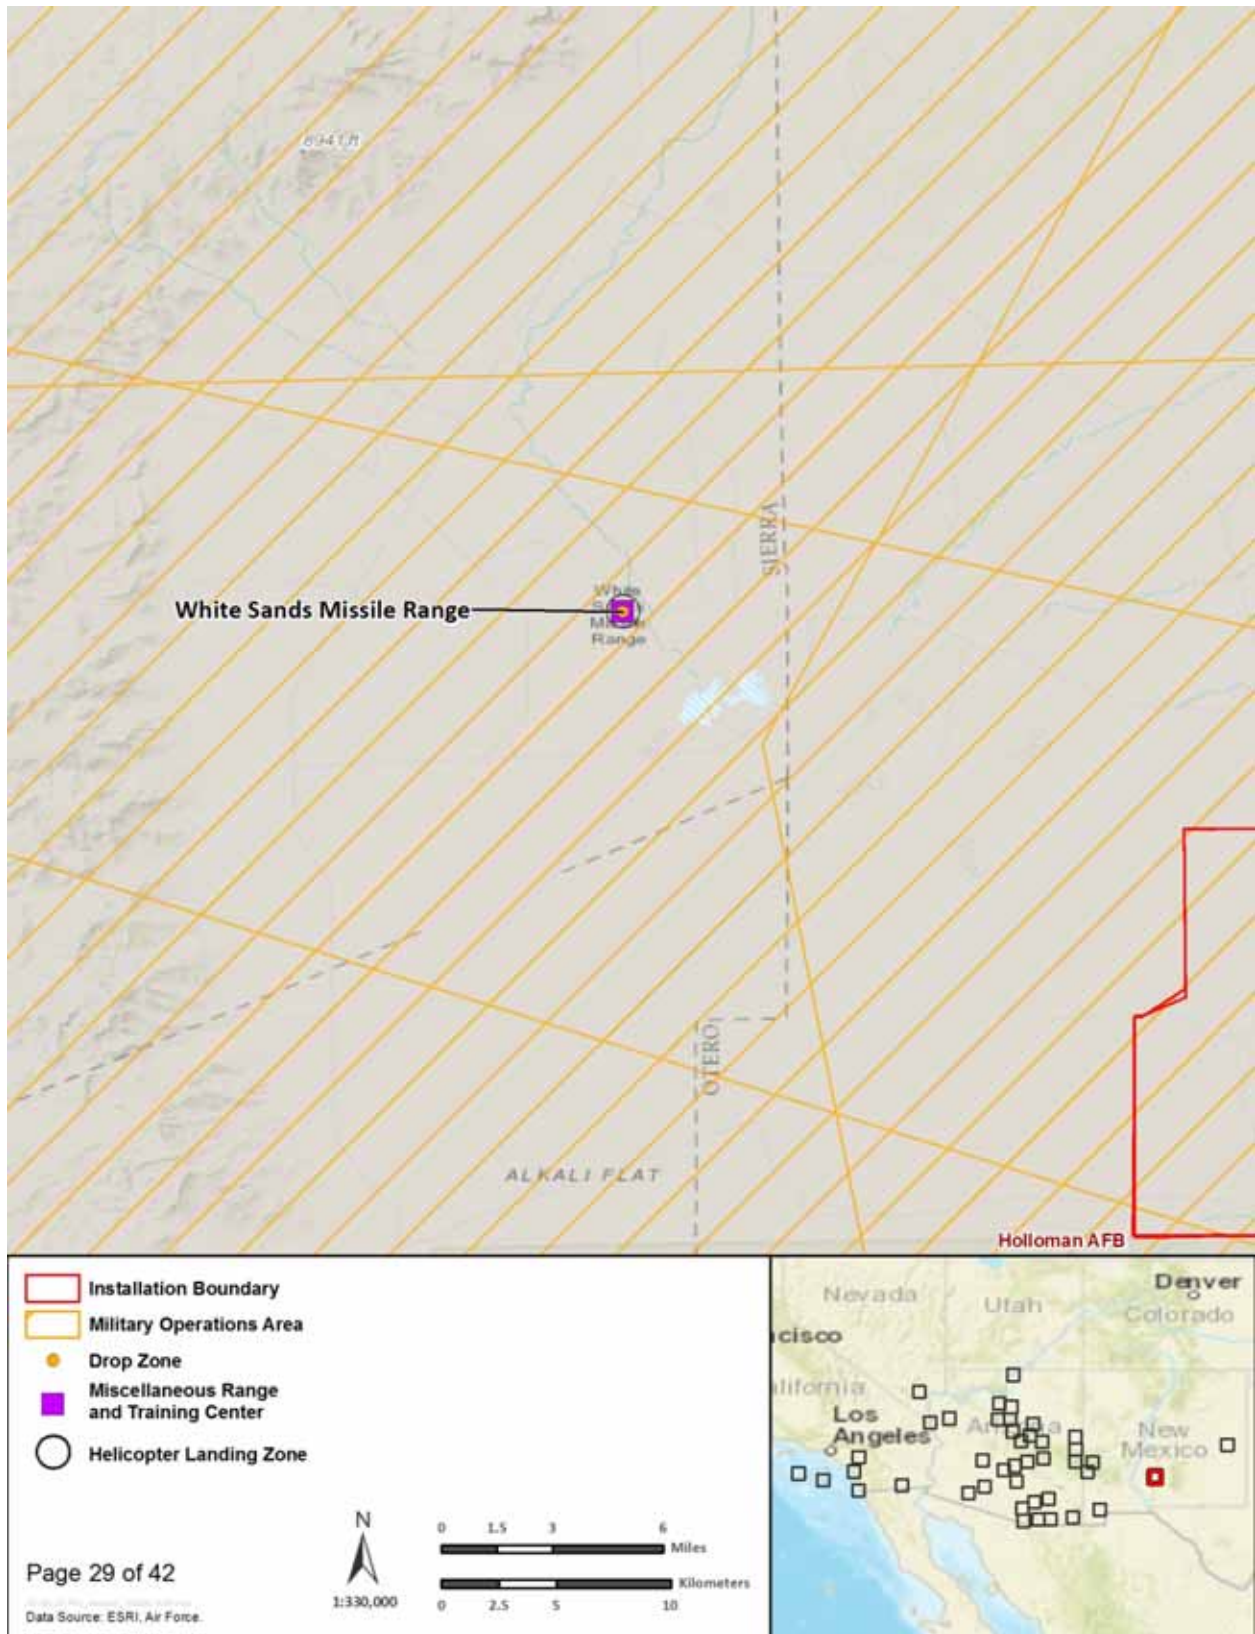 8941 ft
SIERRA
White Sands Missile Range
White
Range
OTERO
ALKALI FLAT
Holloman AFB
Installation Boundary
Military Operations Area
Drop Zone
Miscellaneous Range
and Training Center
Helicopter Landing Zone
Page 29 of 42
Data Source: ESRI, Air Force.
N
1:330,000
0 1.5 3 6
Miles
Kilometers
0 2.5 5 10
Denver
Nevada
Utah
Colorado
cisco
alifornia
Los
Angeles
New
Mexico